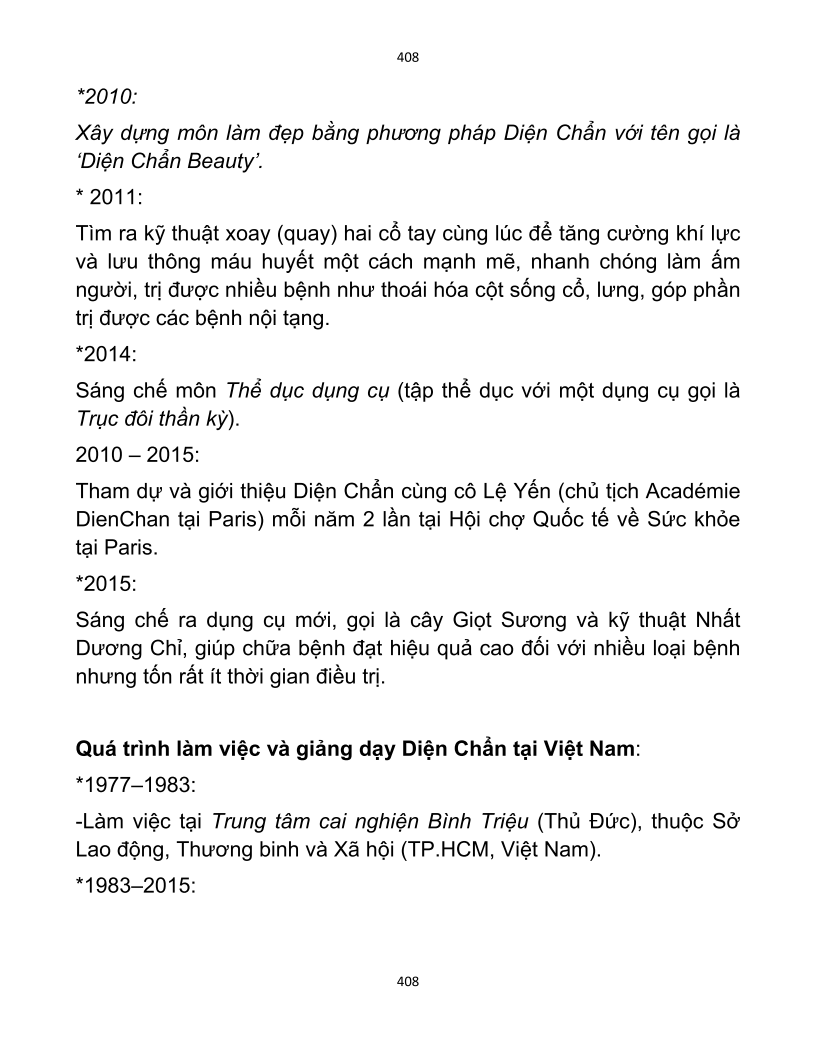 408
*2010:
Xây dựng môn làm đẹp bằng phương pháp Diện Chẩn với tên gọi là
‘Diện Chẩn Beauty’.
* 2011:
Tìm ra kỹ thuật xoay (quay) hai cổ tay cùng lúc để tăng cường khí lực
và lưu thông máu huyết một cách mạnh mẽ, nhanh chóng làm ấm
người, trị được nhiều bệnh như thoái hóa cột sống cổ, lưng, góp phần
trị được các bệnh nội tạng.
*2014:
Sáng chế môn Thể dục dụng cụ (tập thể dục với một dụng cụ gọi là
Trục đôi thần kỳ).
2010 – 2015:
Tham dự và giới thiệu Diện Chẩn cùng cô Lệ Yến (chủ tịch Académie
DienChan tại Paris) mỗi năm 2 lần tại Hội chợ Quốc tế về Sức khỏe
tại Paris.
*2015:
Sáng chế ra dụng cụ mới, gọi là cây Giọt Sương và kỹ thuật Nhất
Dương Chỉ, giúp chữa bệnh đạt hiệu quả cao đối với nhiều loại bệnh
nhưng tốn rất ít thời gian điều trị.
Quá trình làm việc và giảng dạy Diện Chẩn tại Việt Nam:
*1977–1983:
-Làm việc tại Trung tâm cai nghiện Bình Triệu (Thủ Đức), thuộc Sở
Lao động, Thương binh và Xã hội (TP.HCM, Việt Nam).
*1983–2015:
408